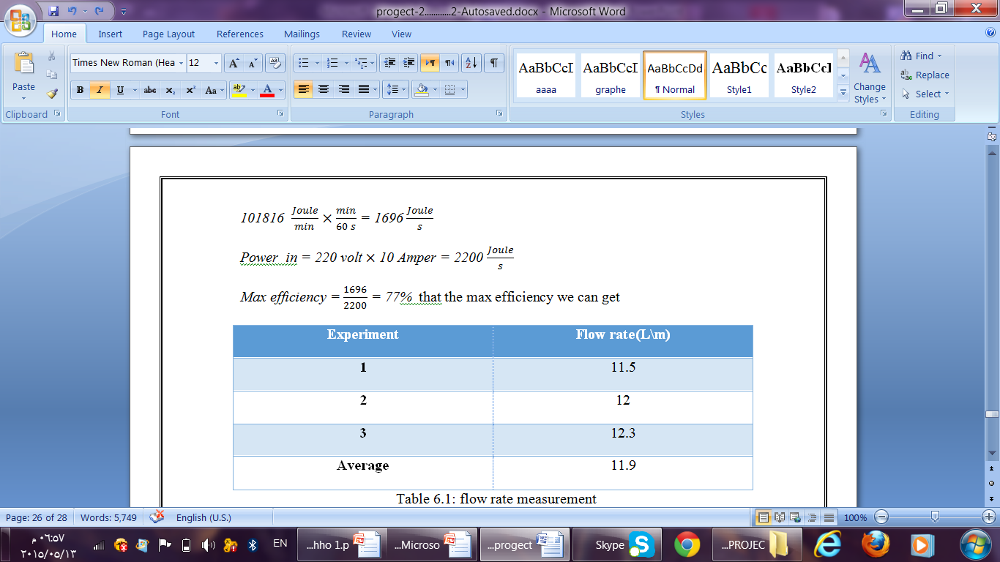 progect-2...........2-Autosaved.docx - Microsoft Word
Home Insert Page Layout References Mailings Review View
Times New Roman (Hea 12
Paste
B I U abe X₂ X² Aa ab A
Clipboard Font Paragraph Styles Editing
AaBbCcI AaBbCcI AaBbCcDd AaBbCc AaBbCcI
aaaa graphe ¶ Normal Style1 Style2
Change Styles
Find
Replace
Select
101816 Joule/min × min/60 s = 1696 Joule/s
Power in = 220 volt × 10 Amper = 2200 Joule/s
Max efficiency = 1696/2200 = 77% that the max efficiency we can get
Experiment Flow rate(L\m)
1 11.5
2 12
3 12.3
Average 11.9
Table 6.1: flow rate measurement
Page: 26 of 28 Words: 5,749 English (U.S.) 100%
٠٦:٥٧ م
٢٠١٥/٠٥/١٣
EN ...hho 1.p ...Microso ...progect Skype ...PROJEC